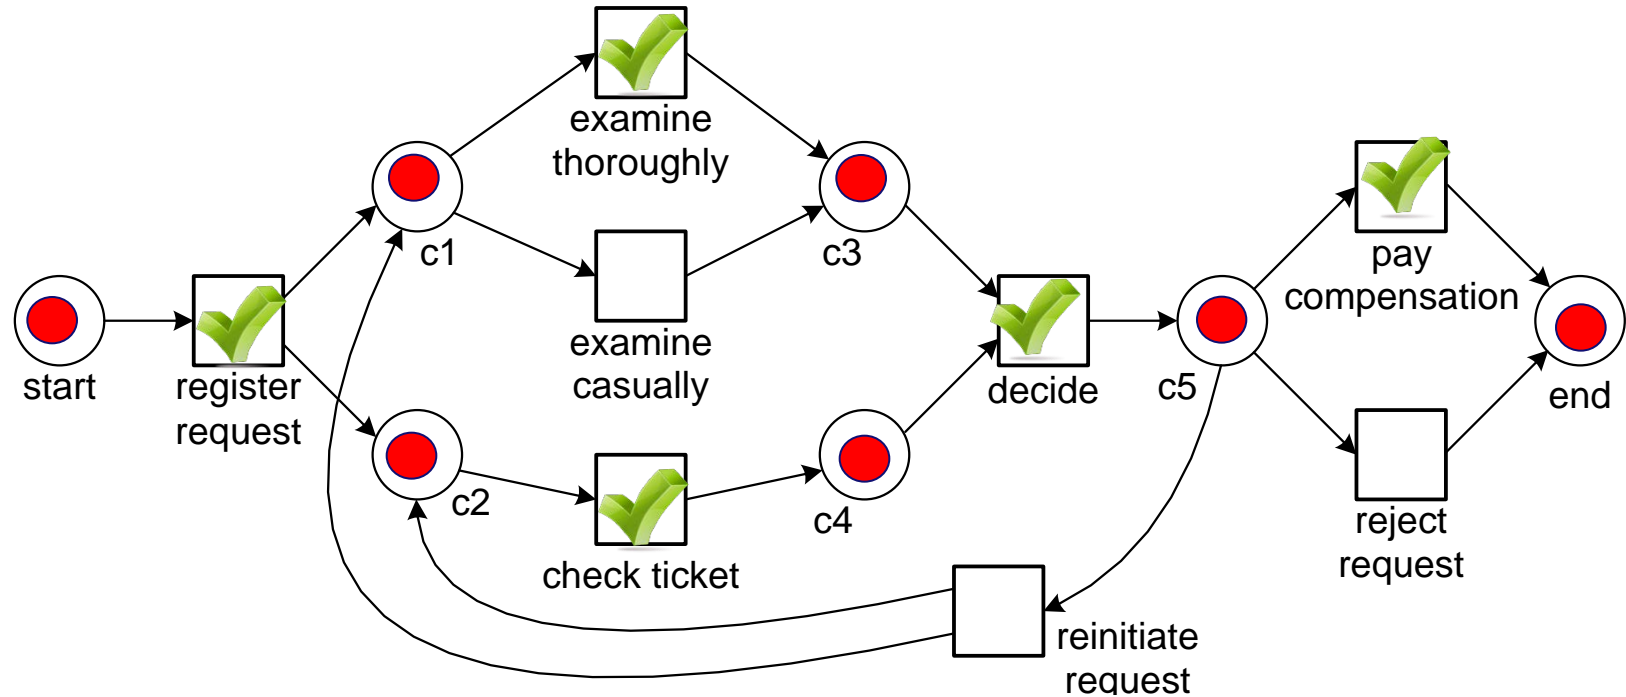 examine
thoroughly
c1
c3
pay
compensation
examine
casually
start
register
request
decide
c5
end
c2
c4
check ticket
reject
request
reinitiate
request